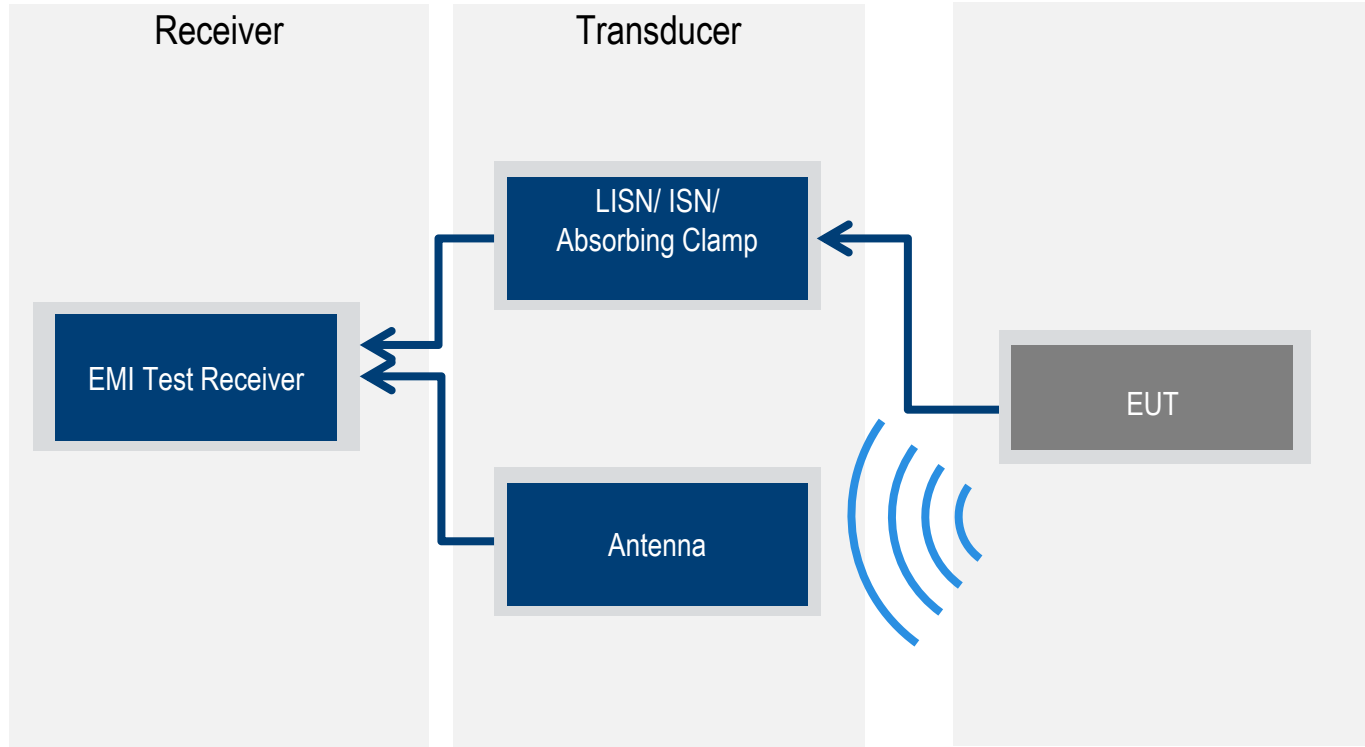 Receiver
Transducer
LISN/ ISN/
Absorbing Clamp
EMI Test Receiver
EUT
Antenna